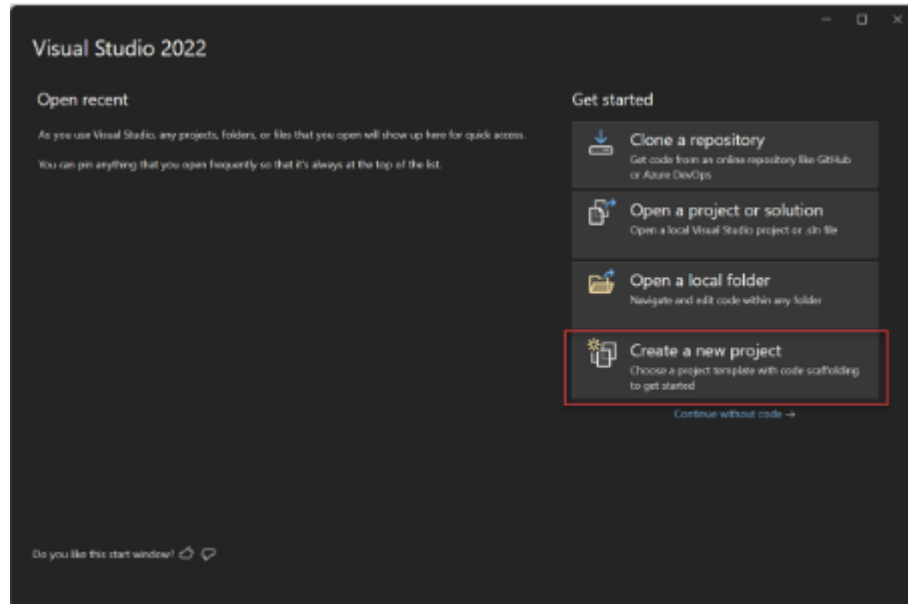 Visual Studio 2022
Open recent
As you use Visual Studio, any projects, folders, or files that you open will show up here for quick access.
You can pin anything that you open frequently so that it's always at the top of the list.
Get started
Clone a repository
Get code from an online repository like GitHub
or Azure DevOps
Open a project or solution
Open a local Visual Studio project or .sln file
Open a local folder
Navigate and edit code within any folder
Create a new project
Choose a project template with code scaffolding
to get started
Continue without code →
Do you like this start window?